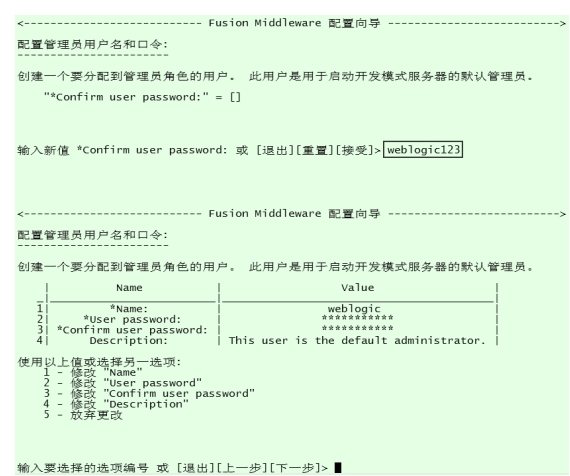 <--------------------------- Fusion Middleware 配置向导 -------------------------->
配置管理员用户名和口令:
-----------------------
创建一个要分配到管理员角色的用户。 此用户是用于启动开发模式服务器的默认管理员。
"*Confirm user password:" = []
输入新值 *Confirm user password: 或 [退出][重置][接受]> weblogic123
<--------------------------- Fusion Middleware 配置向导 -------------------------->
配置管理员用户名和口令:
-----------------------
创建一个要分配到管理员角色的用户。 此用户是用于启动开发模式服务器的默认管理员。
| Name | Value |
_|_________________________|__________________________________________|
1| *Name: | weblogic |
2| *User password: | *********** |
3| *Confirm user password: | *********** |
4| Description: | This user is the default administrator. |
使用以上值或选择另一选项:
1 - 修改 "Name"
2 - 修改 "User password"
3 - 修改 "Confirm user password"
4 - 修改 "Description"
5 - 放弃更改
输入要选择的选项编号 或 [退出][上一步][下一步]>